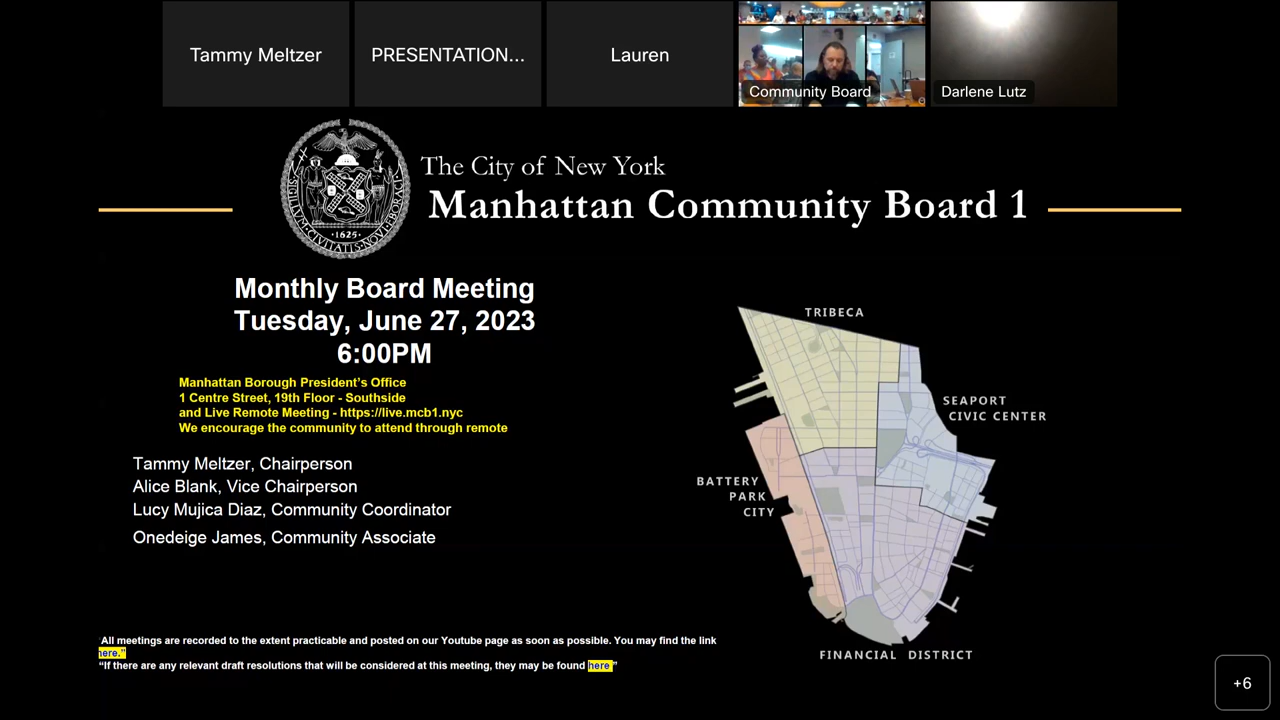 Tammy Meltzer
PRESENTATION...
Lauren
Community Board
Darlene Lutz
SIGILLVM CIVITATIS NOVI EBORACI
1625
The City of New York
Manhattan Community Board 1
Monthly Board Meeting
Tuesday, June 27, 2023
6:00PM
Manhattan Borough President's Office
1 Centre Street, 19th Floor - Southside
and Live Remote Meeting - https://live.mcb1.nyc
We encourage the community to attend through remote
Tammy Meltzer, Chairperson
Alice Blank, Vice Chairperson
Lucy Mujica Diaz, Community Coordinator
Onedeige James, Community Associate
TRIBECA
SEAPORT
CIVIC CENTER
BATTERY
PARK
CITY
FINANCIAL DISTRICT
All meetings are recorded to the extent practicable and posted on our Youtube page as soon as possible. You may find the link
here."
"If there are any relevant draft resolutions that will be considered at this meeting, they may be found here "
+6